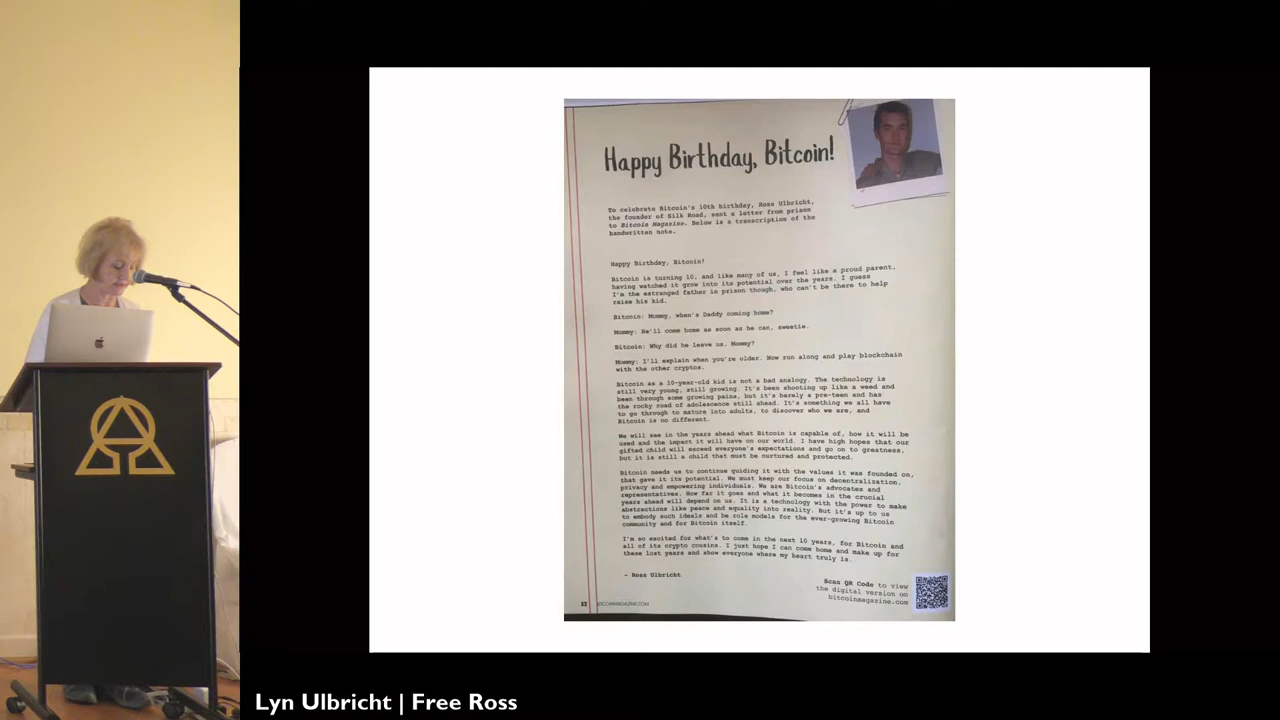 Happy Birthday, Bitcoin!
To celebrate Bitcoin's 10th birthday, Ross Ulbricht,
the founder of Silk Road, sent a letter from prison
to Bitcoin Magazine. Below is a transcription of the
handwritten note.
Happy Birthday, Bitcoin!
Bitcoin is turning 10, and like many of us, I feel like a proud parent,
having watched it grow into its potential over the years. I guess
I'm the estranged father in prison though, who can't be there to help
raise his kid.
Bitcoin: Mommy, when's Daddy coming home?
Mommy: He'll come home as soon as he can, sweetie.
Bitcoin: Why did he leave us, Mommy?
Mommy: I'll explain when you're older. Now run along and play blockchain
with the other cryptos.
Bitcoin as a 10-year-old kid is not a bad analogy. The technology is
still very young, still growing. It's been shooting up like a weed and
been through some growing pains, but it's barely a pre-teen and has
the rocky road of adolescence still ahead. It's something we all have
to go through to mature into adults, to discover who we are, and
Bitcoin is no different.
We will see in the years ahead what Bitcoin is capable of, how it will be
used and the impact it will have on our world. I have high hopes that our
gifted child will exceed everyone's expectations and go on to greatness,
but it is still a child that must be nurtured and protected.
Bitcoin needs us to continue guiding it with the values it was founded on,
that gave it its potential. We must keep our focus on decentralization,
privacy and empowering individuals. We are Bitcoin's advocates and
representatives. How far it goes and what it becomes in the crucial
years ahead will depend on us. It is a technology with the power to make
abstractions like peace and equality into reality. But it's up to us
to embody such ideals and be role models for the ever-growing Bitcoin
community and for Bitcoin itself.
I'm so excited for what's to come in the next 10 years, for Bitcoin and
all of its crypto cousins. I just hope I can come home and make up for
these lost years and show everyone where my heart truly is.
- Ross Ulbricht
Scan QR Code to view
the digital version on
bitcoinmagazine.com
32 BITCOINMAGAZINE.COM
Lyn Ulbricht | Free Ross